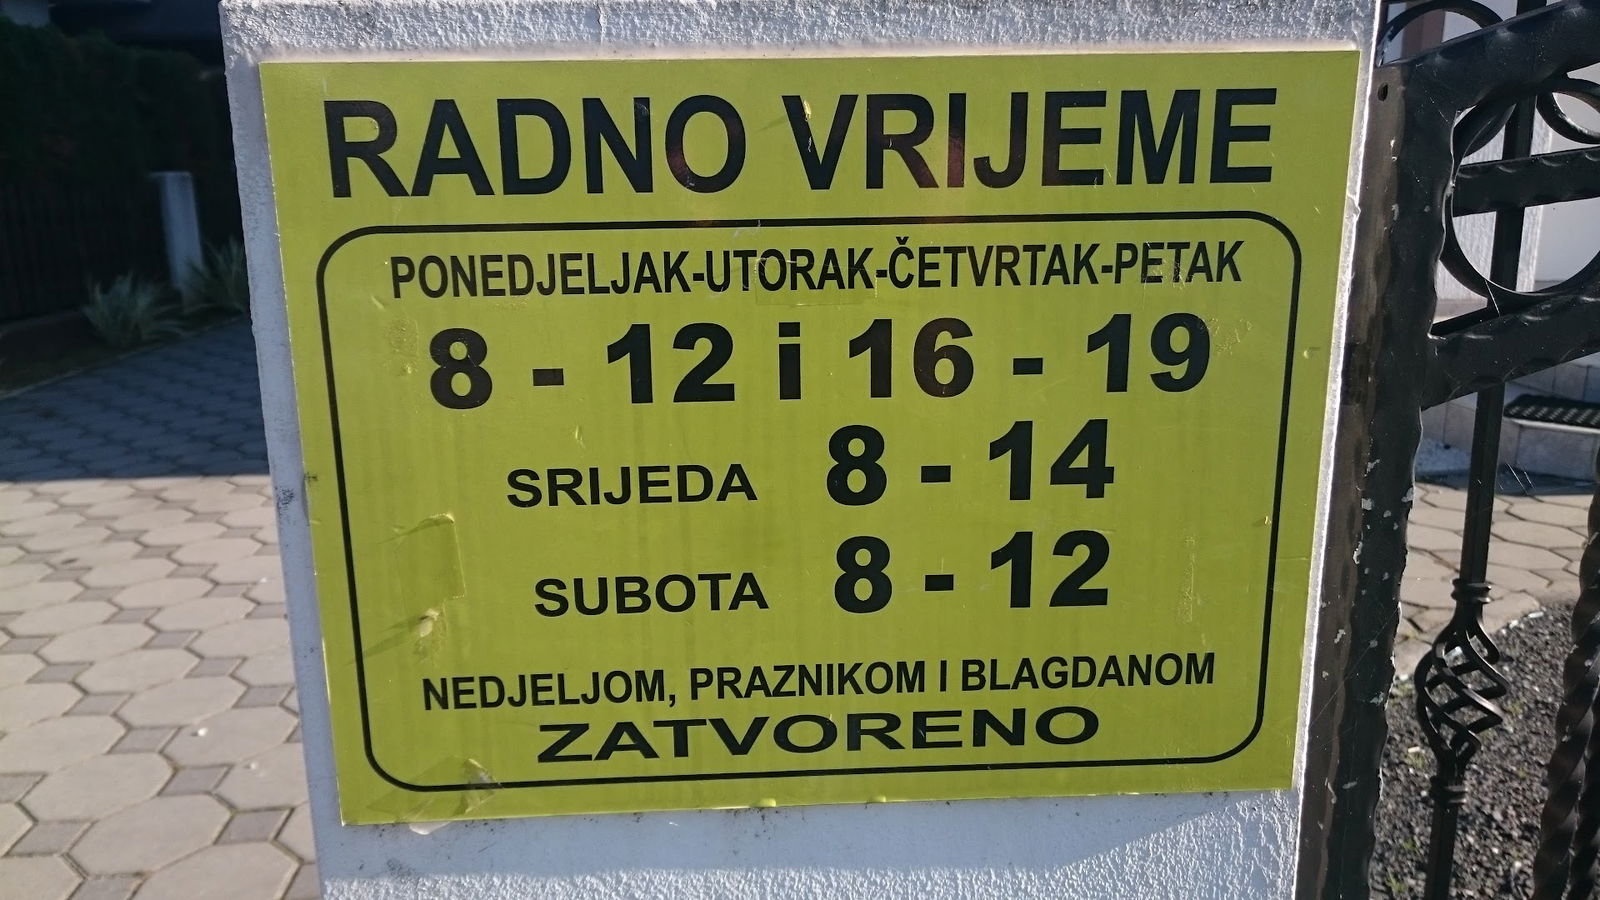 RADNO VRIJEME
PONEDJELJAK-UTORAK-ČETVRTAK-PETAK
8 - 12 i 16 - 19
SRIJEDA 8 - 14
SUBOTA 8 - 12
NEDJELJOM, PRAZNIKOM I BLAGDANOM
ZATVORENO